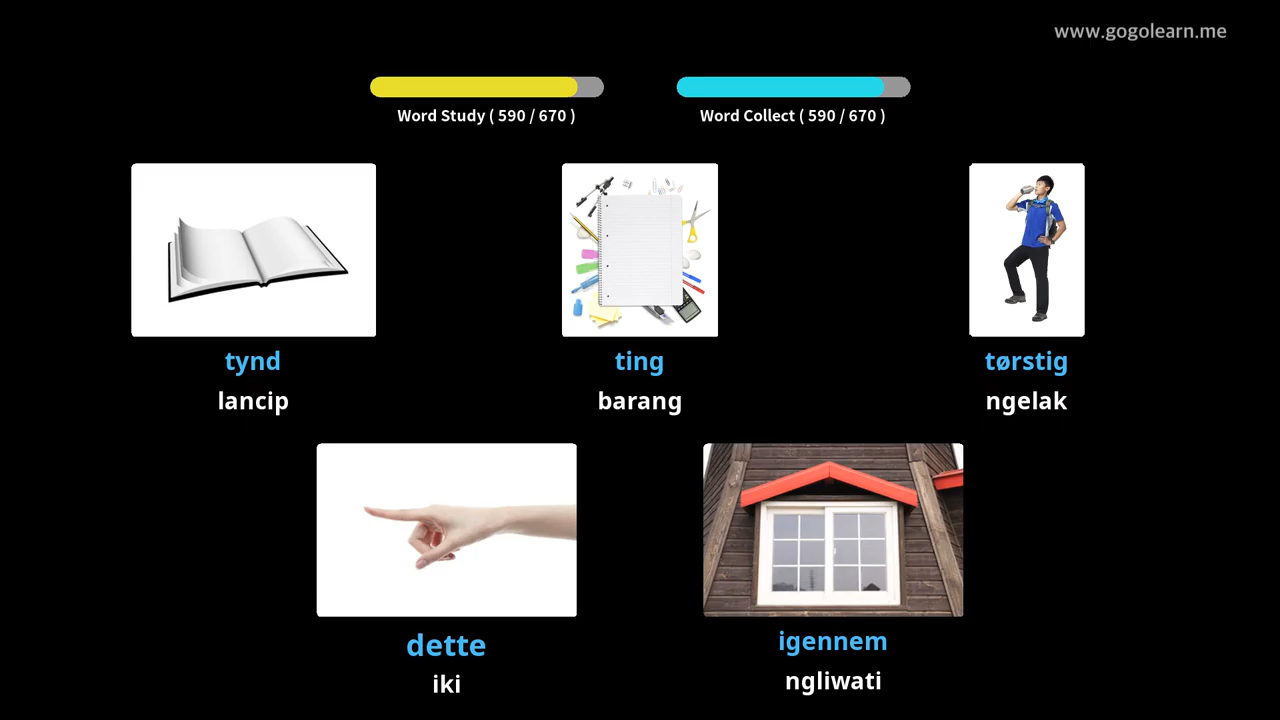 www.gogolearn.me
Word Study ( 590 / 670 )
Word Collect ( 590 / 670 )
tynd
lancip
ting
barang
tørstig
ngelak
dette
iki
igennem
ngliwati